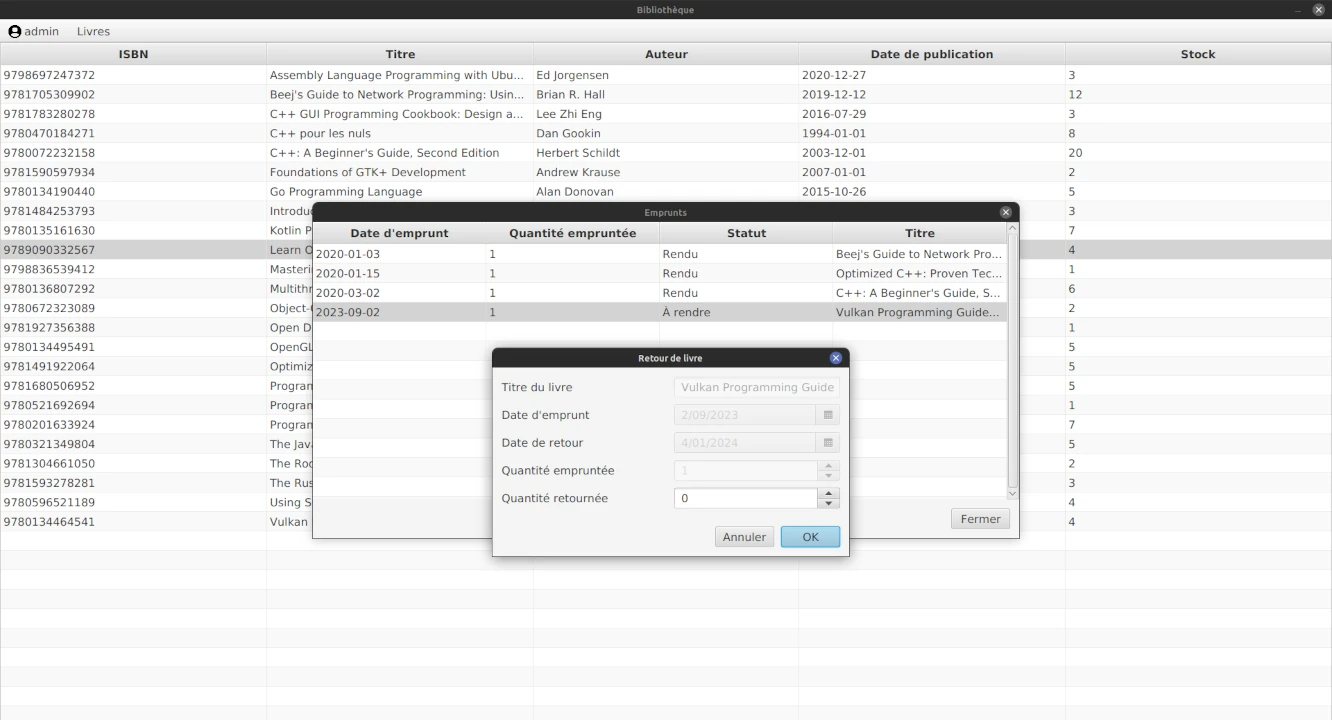 Bibliothèque
admin Livres
ISBN Titre Auteur Date de publication Stock
9798697247372 Assembly Language Programming with Ubu... Ed Jorgensen 2020-12-27 3
9781705309902 Beej's Guide to Network Programming: Usin... Brian R. Hall 2019-12-12 12
9781783280278 C++ GUI Programming Cookbook: Design a... Lee Zhi Eng 2016-07-29 3
9780470184271 C++ pour les nuls Dan Gookin 1994-01-01 8
9780072232158 C++: A Beginner's Guide, Second Edition Herbert Schildt 2003-12-01 20
9781590597934 Foundations of GTK+ Development Andrew Krause 2007-01-01 2
9780134190440 Go Programming Language Alan Donovan 2015-10-26 5
9781484253793 Introdu 3
9780135161630 Kotlin P 7
9789090332567 Learn O 4
9798836539412 Masteri 1
9780136807292 Multithr 6
9780672323089 Object- 2
9781927356388 Open D 1
9780134495491 OpenGL 5
9781491922064 Optimiz 5
9781680506952 Program 5
9780521692694 Program 1
9780201633924 Program 7
9780321349804 The Java 5
9781304661050 The Roo 2
9781593278281 The Rus 3
9780596521189 Using S 4
9780134464541 Vulkan 4
Emprunts
Date d'emprunt Quantité empruntée Statut Titre
2020-01-03 1 Rendu Beej's Guide to Network Pro...
2020-01-15 1 Rendu Optimized C++: Proven Tec...
2020-03-02 1 Rendu C++: A Beginner's Guide, S...
2023-09-02 1 À rendre Vulkan Programming Guide...
Fermer
Retour de livre
Titre du livre Vulkan Programming Guide
Date d'emprunt 2/09/2023
Date de retour 4/01/2024
Quantité empruntée 1
Quantité retournée 0
Annuler OK